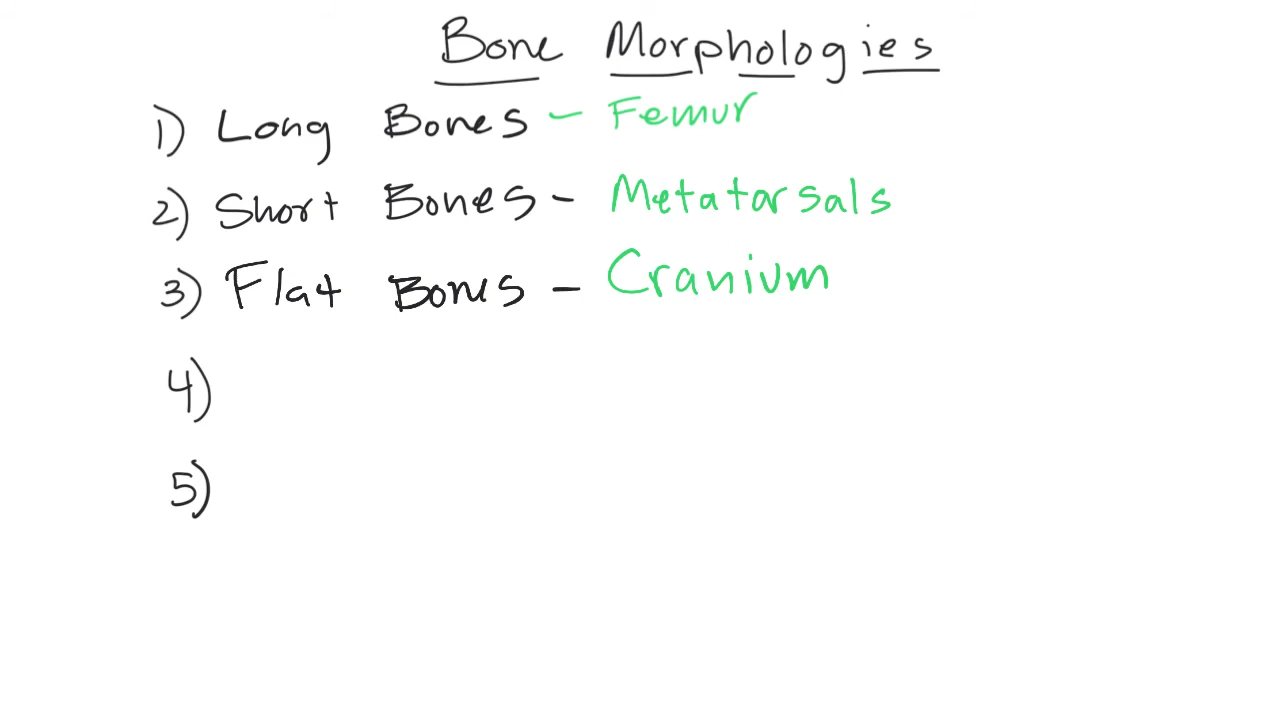 Bone Morphologies
1) Long Bones - Femur
2) Short Bones - Metatarsals
3) Flat Bones - Cranium
4)
5)